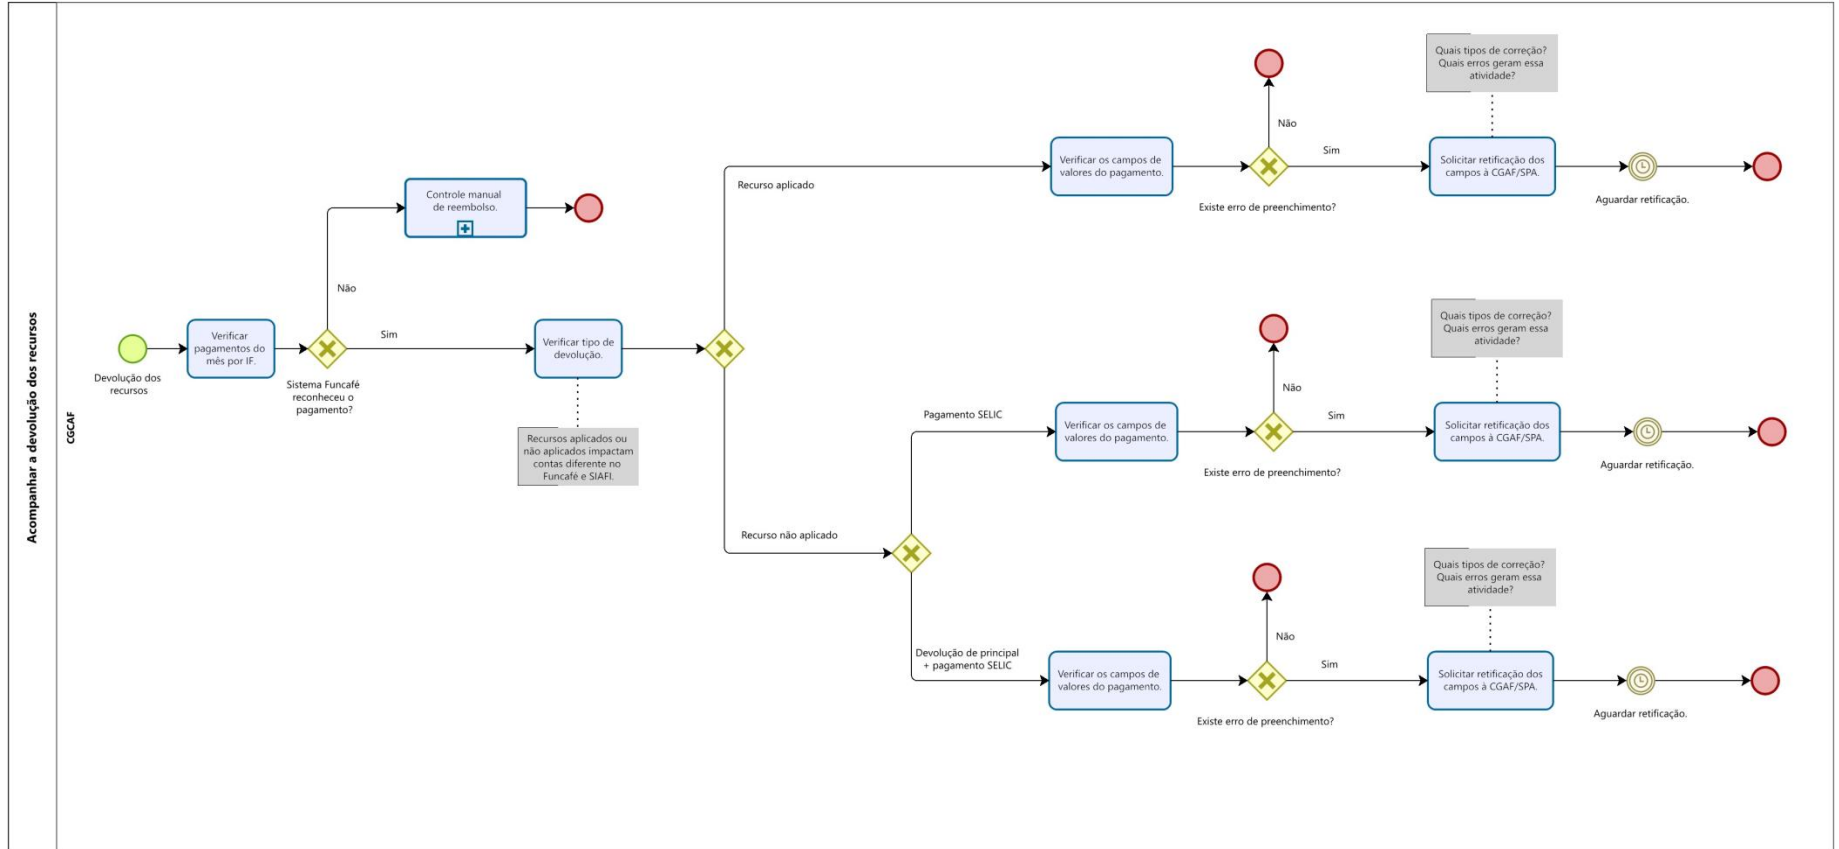 Acompanhar a devolução dos recursos
CGCAF
Devolução dos
recursos
Verificar
pagamentos do
mês por IF.
Sistema Funcafé
reconheceu o
pagamento?
Não
Controle manual
de reembolso.
Sim
Verificar tipo de
devolução.
Recursos aplicados ou
não aplicados impactam
contas diferente no
Funcafé e SIAFI.
Recurso aplicado
Verificar os campos de
valores do pagamento.
Existe erro de preenchimento?
Não
Sim
Quais tipos de correção?
Quais erros geram essa
atividade?
Solicitar retificação dos
campos à CGAF/SPA.
Aguardar retificação.
Recurso não aplicado
Pagamento SELIC
Verificar os campos de
valores do pagamento.
Existe erro de preenchimento?
Não
Sim
Quais tipos de correção?
Quais erros geram essa
atividade?
Solicitar retificação dos
campos à CGAF/SPA.
Aguardar retificação.
Devolução de principal
+ pagamento SELIC
Verificar os campos de
valores do pagamento.
Existe erro de preenchimento?
Não
Sim
Quais tipos de correção?
Quais erros geram essa
atividade?
Solicitar retificação dos
campos à CGAF/SPA.
Aguardar retificação.